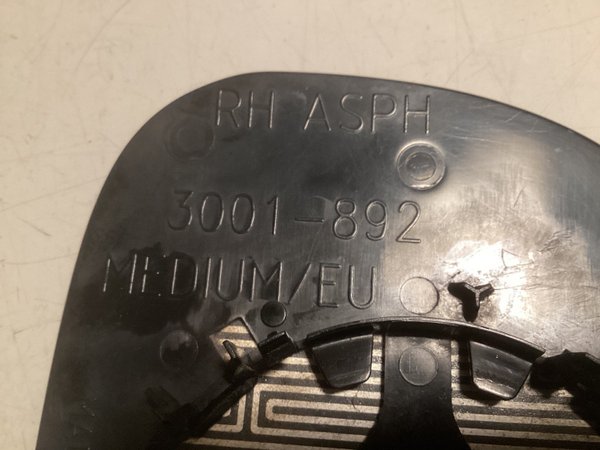 RH ASPH
3001-892
MEDIUM/EU